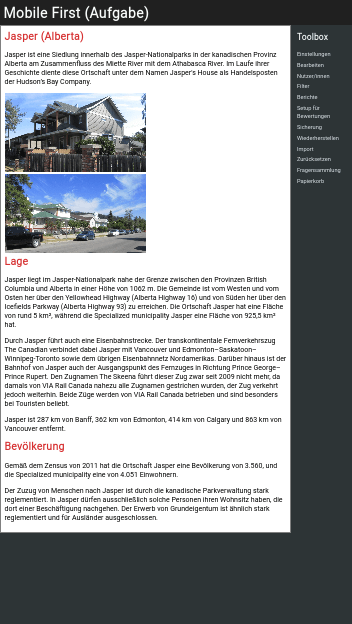 Mobile First (Aufgabe)
Jasper (Alberta)
Jasper ist eine Siedlung innerhalb des Jasper-Nationalparks in der kanadischen Provinz
Alberta am Zusammenfluss des Miette River mit dem Athabasca River. Im Laufe ihrer
Geschichte diente diese Ortschaft unter dem Namen Jasper's House als Handelsposten
der Hudson's Bay Company.
Lage
Jasper liegt im Jasper-Nationalpark nahe der Grenze zwischen den Provinzen British
Columbia und Alberta in einer Höhe von 1062 m. Die Gemeinde ist vom Westen und vom
Osten her über den Yellowhead Highway (Alberta Highway 16) und von Süden her über den
Icefields Parkway (Alberta Highway 93) zu erreichen. Die Ortschaft Jasper hat eine Fläche
von rund 5 km², während die Specialized municipality Jasper eine Fläche von 925,5 km²
hat.
Durch Jasper führt auch eine Eisenbahnstrecke. Der transkontinentale Fernverkehrszug
The Canadian verbindet dabei Jasper mit Vancouver und Edmonton–Saskatoon–
Winnipeg-Toronto sowie dem übrigen Eisenbahnnetz Nordamerikas. Darüber hinaus ist der
Bahnhof von Jasper auch der Ausgangspunkt des Fernzuges in Richtung Prince George–
Prince Rupert. Den Zugnamen The Skeena führt dieser Zug zwar seit 2009 nicht mehr, da
damals von VIA Rail Canada nahezu alle Zugnamen gestrichen wurden, der Zug verkehrt
jedoch weiterhin. Beide Züge werden von VIA Rail Canada betrieben und sind besonders
bei Touristen beliebt.
Jasper ist 287 km von Banff, 362 km von Edmonton, 414 km von Calgary und 863 km von
Vancouver entfernt.
Bevölkerung
Gemäß dem Zensus von 2011 hat die Ortschaft Jasper eine Bevölkerung von 3.560, und
die Specialized municipality eine von 4.051 Einwohnern.
Der Zuzug von Menschen nach Jasper ist durch die kanadische Parkverwaltung stark
reglementiert. In Jasper dürfen ausschließlich solche Personen ihren Wohnsitz haben, die
dort einer Beschäftigung nachgehen. Der Erwerb von Grundeigentum ist ähnlich stark
reglementiert und für Ausländer ausgeschlossen.
Toolbox
Einstellungen
Bearbeiten
Nutzer/innen
Filter
Berichte
Setup für
Bewertungen
Sicherung
Wiederherstellen
Import
Zurücksetzen
Fragensammlung
Papierkorb